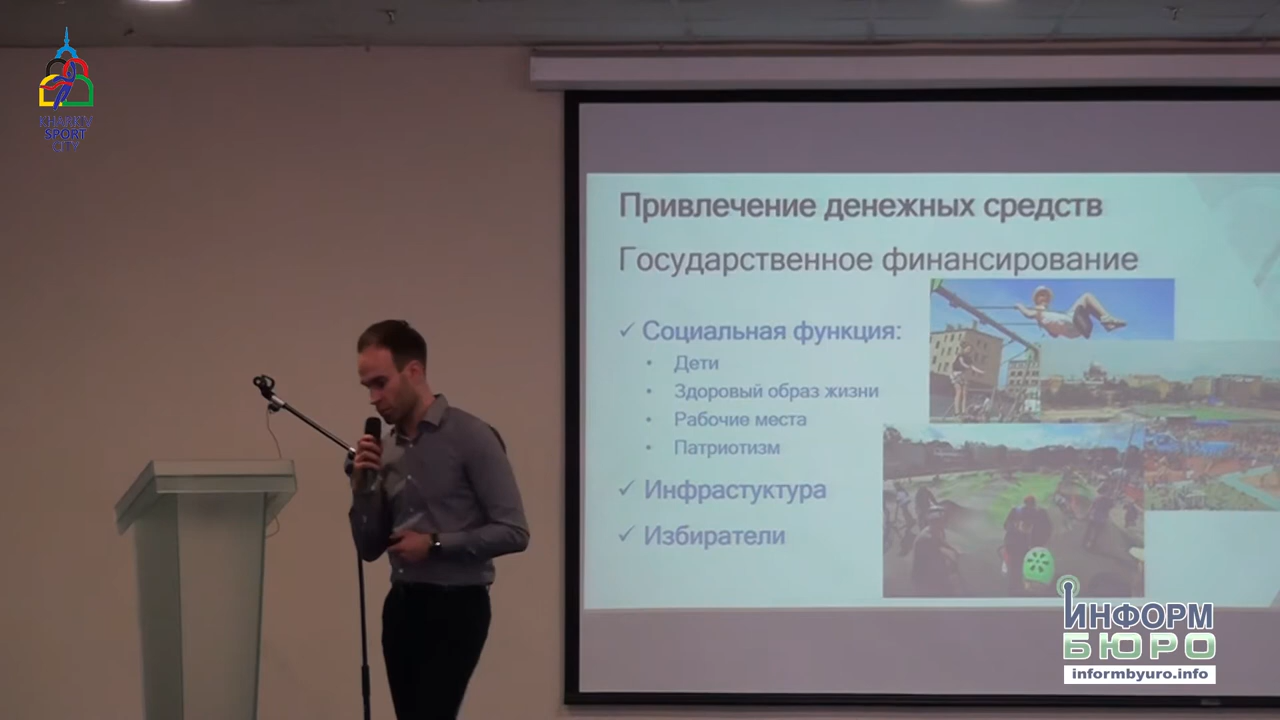 KHARKIV
SPORT
CITY
Привлечение денежных средств
Государственное финансирование
✓ Социальная функция:
• Дети
• Здоровый образ жизни
• Рабочие места
• Патриотизм
✓ Инфрастуктура
✓ Избиратели
ИНФОРМ
БЮРО
informbyuro.info